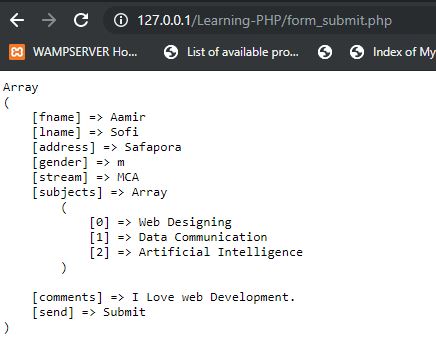 127.0.0.1/Learning-PHP/form_submit.php
WAMPSERVER Ho... List of available pro... Index of My
Array
(
    [fname] => Aamir
    [lname] => Sofi
    [address] => Safapora
    [gender] => m
    [stream] => MCA
    [subjects] => Array
        (
            [0] => Web Designing
            [1] => Data Communication
            [2] => Artificial Intelligence
        )

    [comments] => I Love web Development.
    [send] => Submit
)